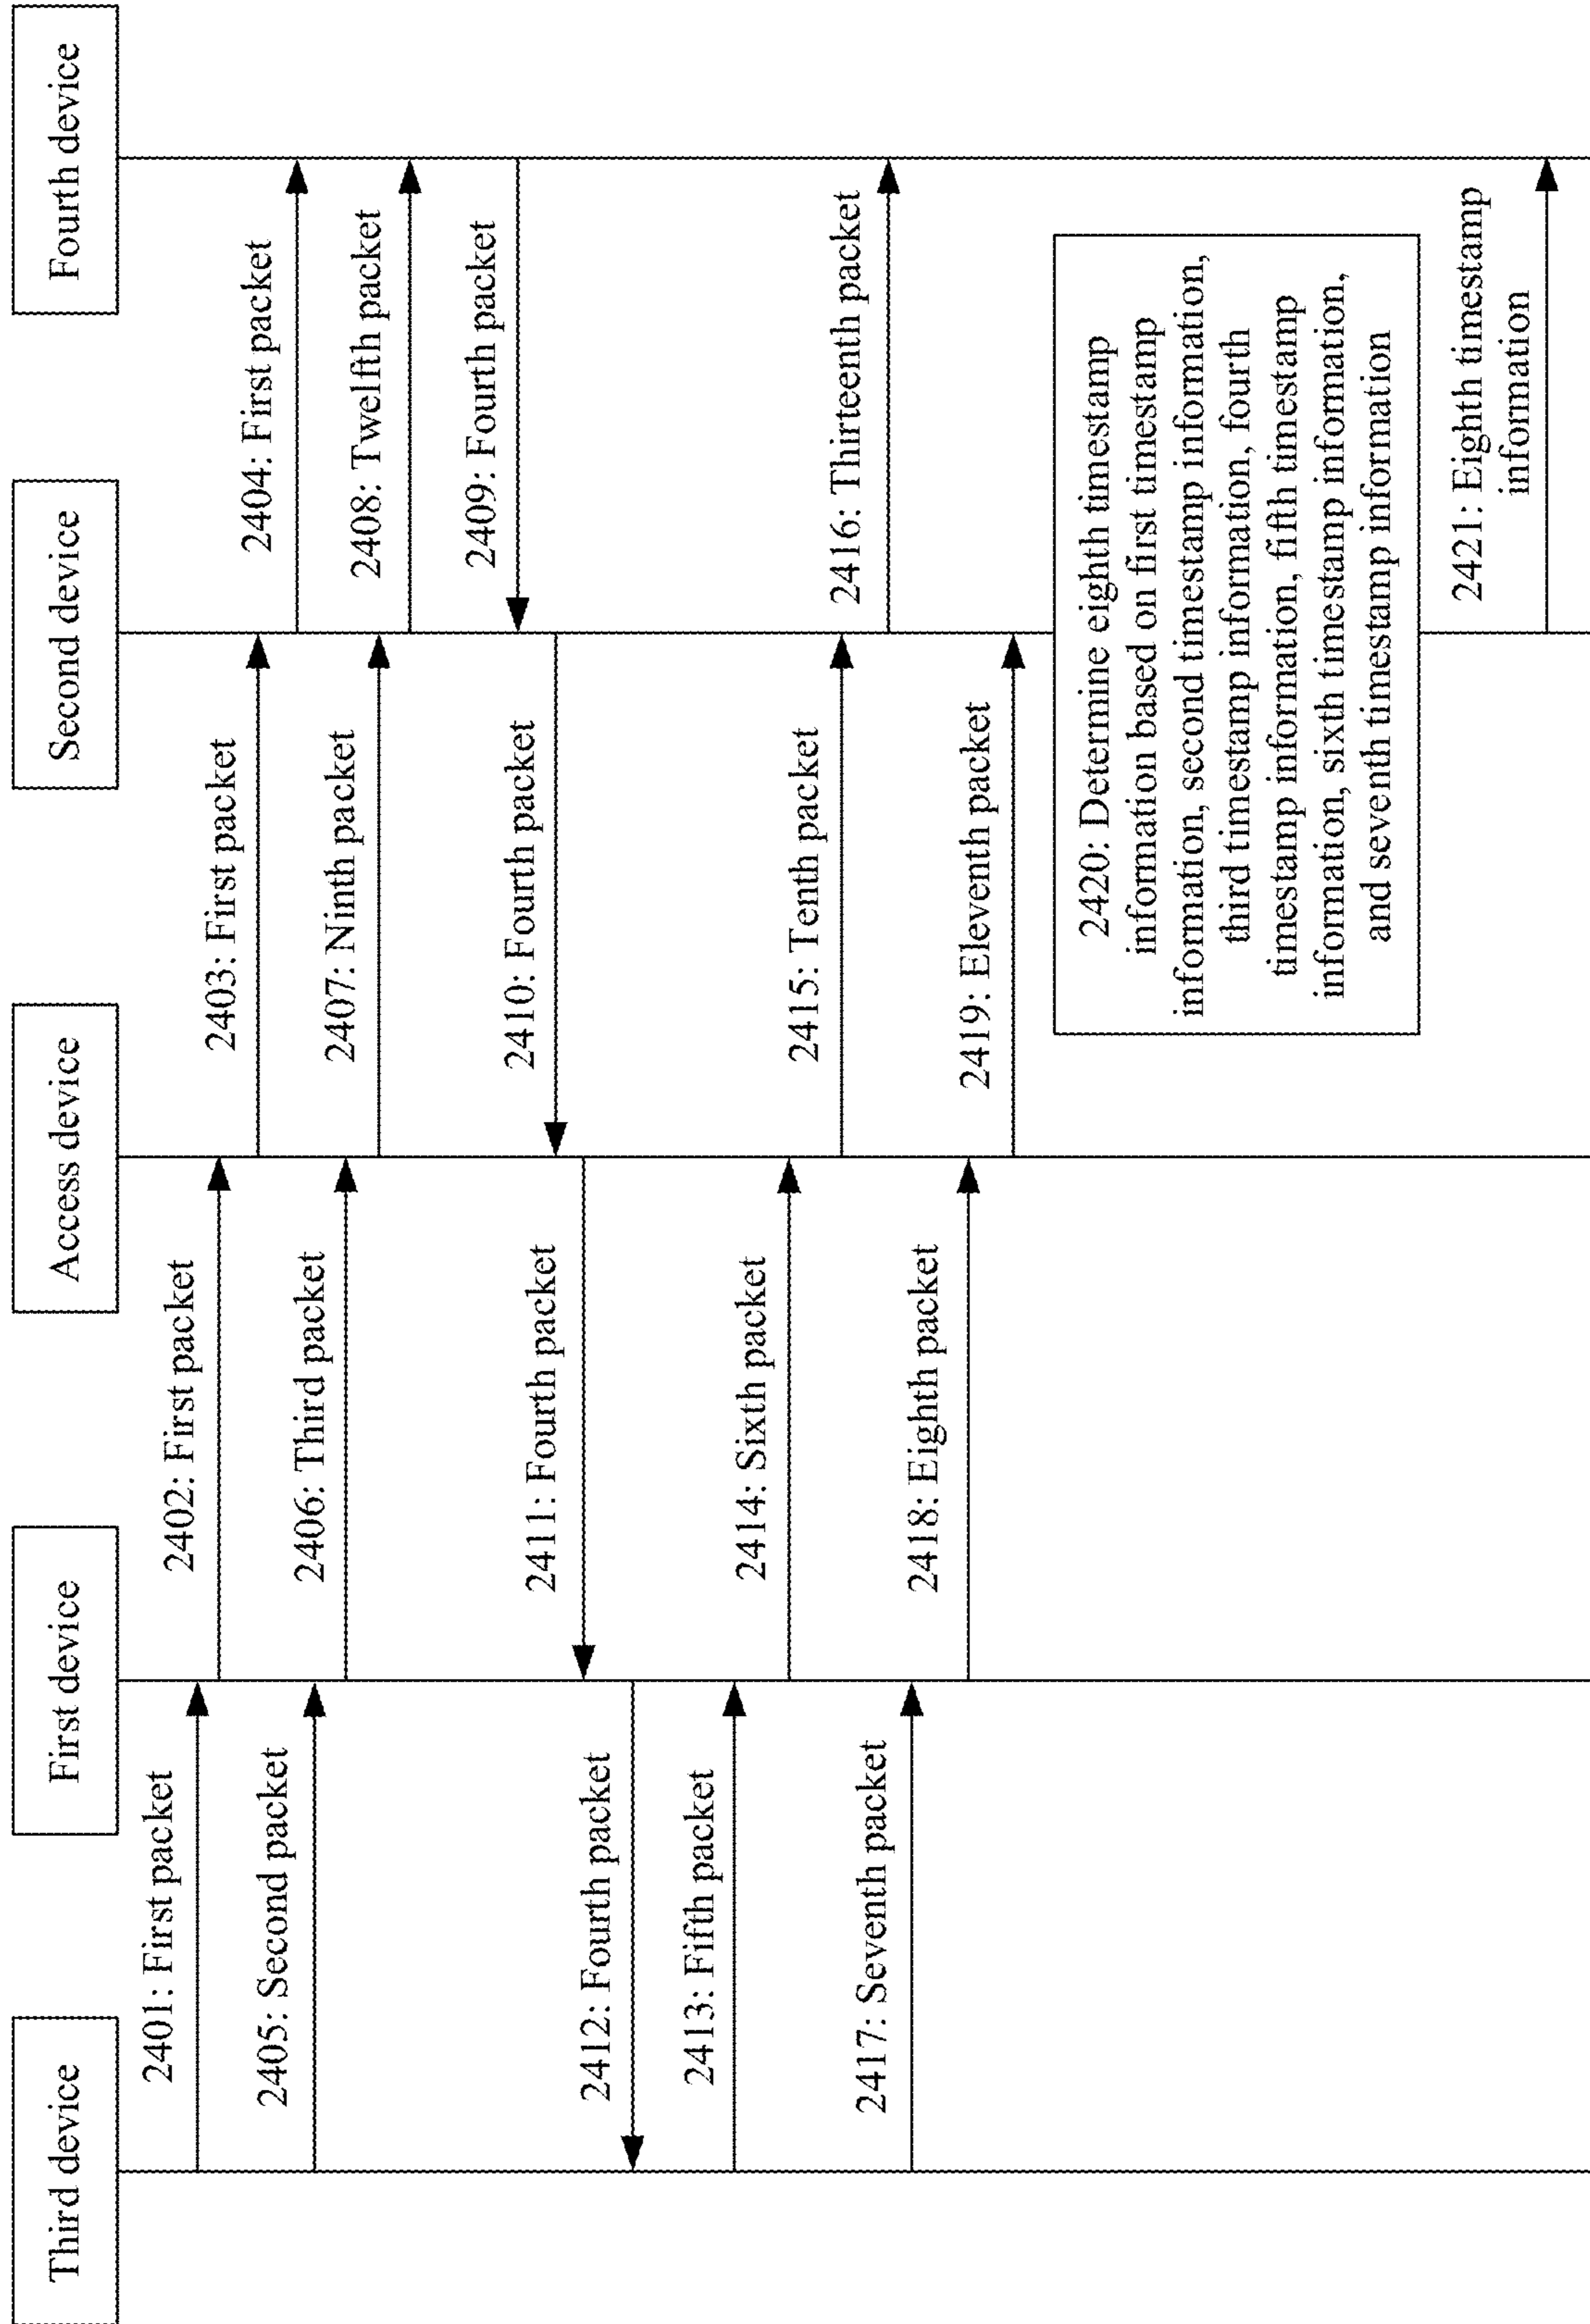 Third device
First device
Access device
Second device
Fourth device
2401: First packet
2402: First packet
2403: First packet
2404: First packet
2405: Second packet
2406: Third packet
2407: Ninth packet
2408: Twelfth packet
2409: Fourth packet
2410: Fourth packet
2411: Fourth packet
2412: Fourth packet
2413: Fifth packet
2414: Sixth packet
2415: Tenth packet
2416: Thirteenth packet
2417: Seventh packet
2418: Eighth packet
2419: Eleventh packet
2420: Determine eighth timestamp
information based on first timestamp
information, second timestamp information,
third timestamp information, fourth
timestamp information, fifth timestamp
information, sixth timestamp information,
and seventh timestamp information
2421: Eighth timestamp
information